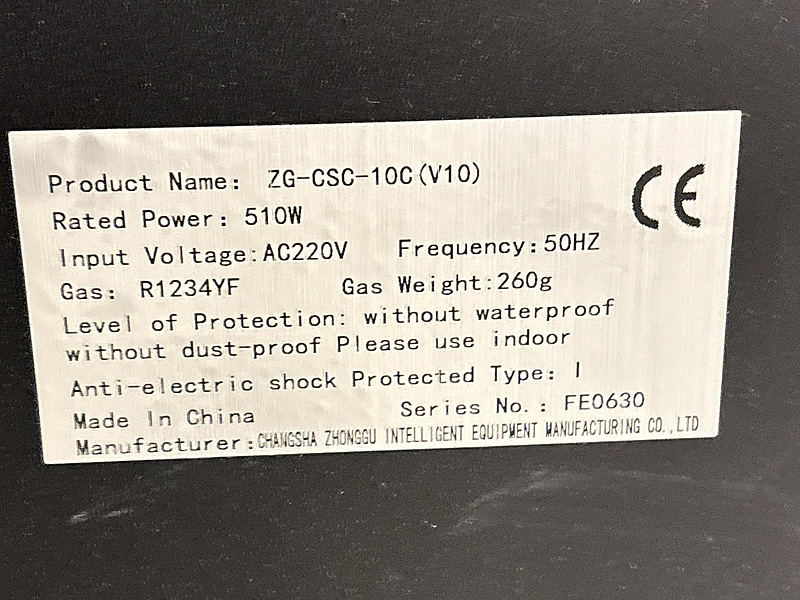 Product Name: ZG-CSC-10C(V10)
Rated Power: 510W
Input Voltage:AC220V Frequency:50HZ
Gas: R1234YF Gas Weight:260g
Level of Protection: without waterproof
without dust-proof Please use indoor
Anti-electric shock Protected Type: I
Made In China Series No.: FE0630
Manufacturer:CHANGSHA ZHONGGU INTELLIGENT EQUIPMENT MANUFACTURING CO.,LTD
CE